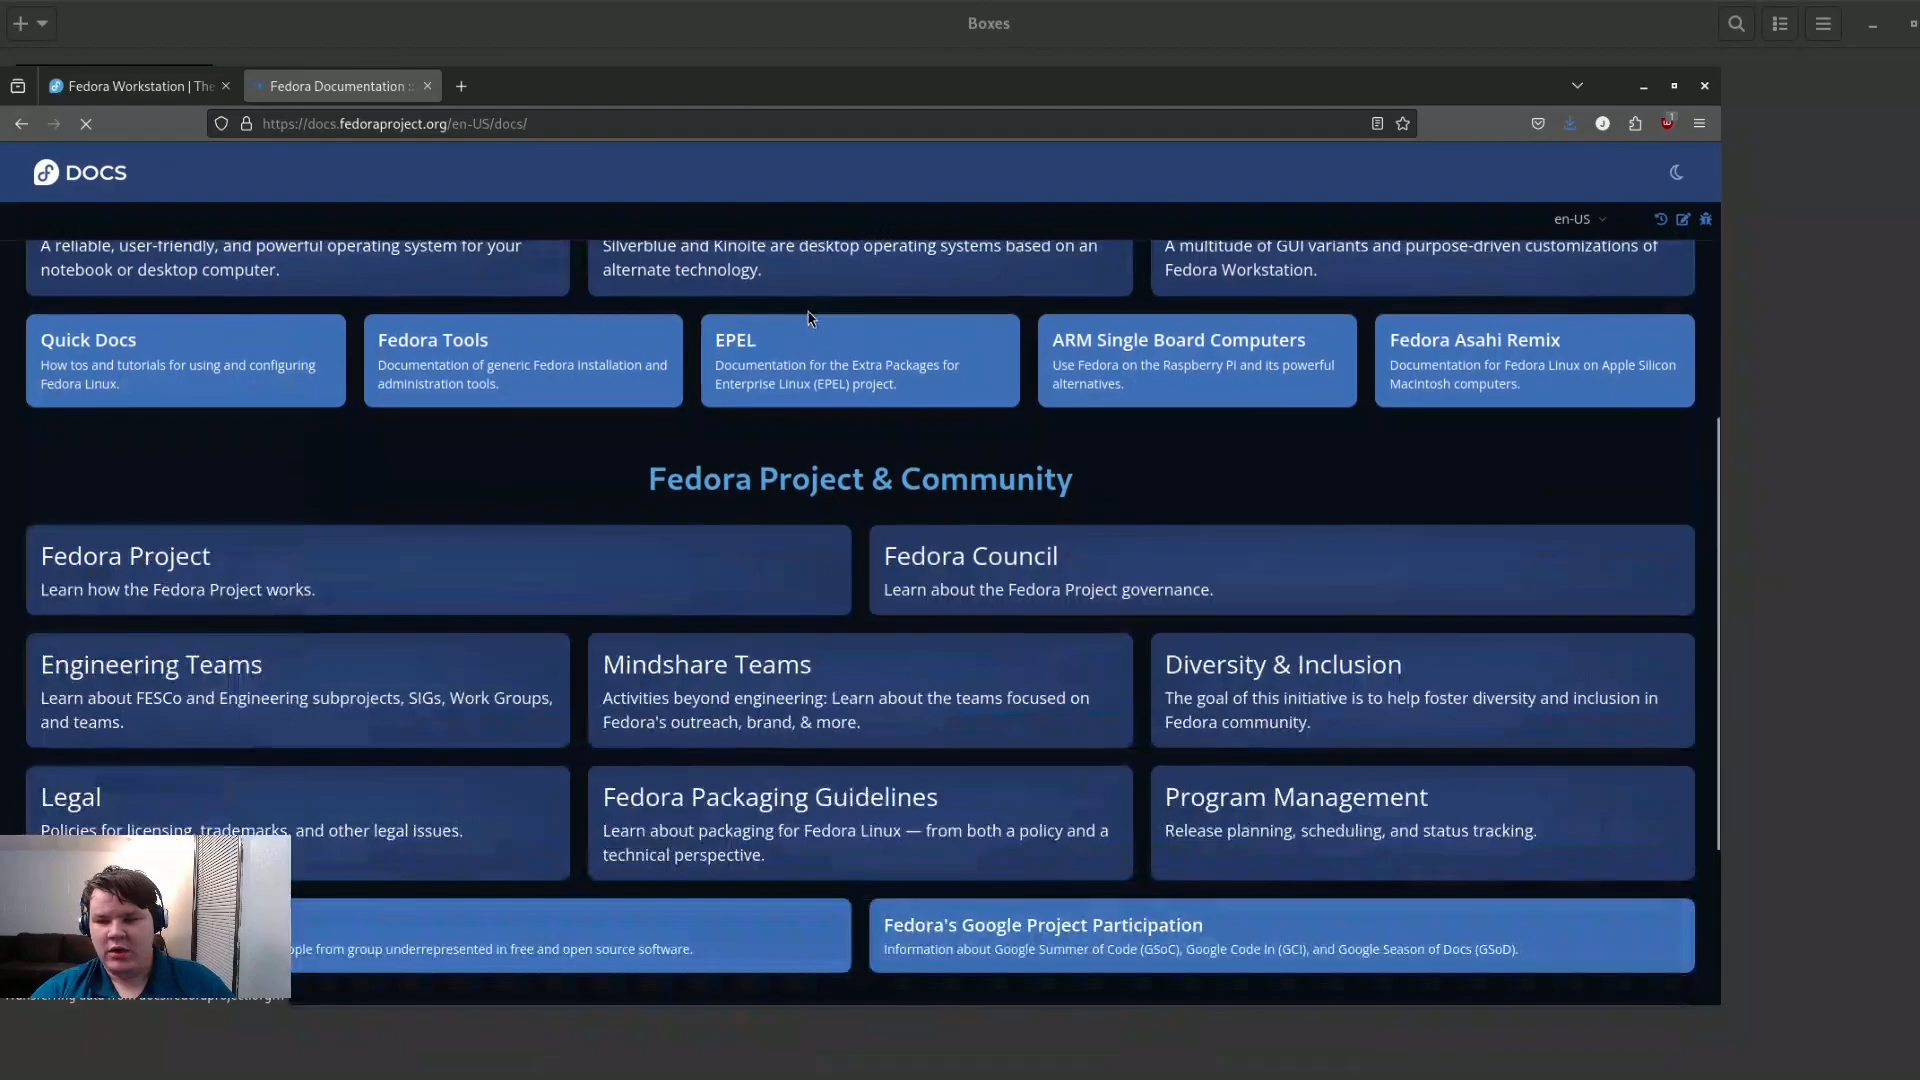 Boxes
Fedora Workstation | The
Fedora Documentation ::
https://docs.fedoraproject.org/en-US/docs/
1
DOCS
en-US
A reliable, user-friendly, and powerful operating system for your
notebook or desktop computer.
Silverblue and Kinoite are desktop operating systems based on an
alternate technology.
A multitude of GUI variants and purpose-driven customizations of
Fedora Workstation.
Quick Docs
How tos and tutorials for using and configuring
Fedora Linux.
Fedora Tools
Documentation of generic Fedora installation and
administration tools.
EPEL
Documentation for the Extra Packages for
Enterprise Linux (EPEL) project.
ARM Single Board Computers
Use Fedora on the Raspberry Pi and its powerful
alternatives.
Fedora Asahi Remix
Documentation for Fedora Linux on Apple Silicon
Macintosh computers.
Fedora Project & Community
Fedora Project
Learn how the Fedora Project works.
Fedora Council
Learn about the Fedora Project governance.
Engineering Teams
Learn about FESCo and Engineering subprojects, SIGs, Work Groups,
and teams.
Mindshare Teams
Activities beyond engineering: Learn about the teams focused on
Fedora's outreach, brand, & more.
Diversity & Inclusion
The goal of this initiative is to help foster diversity and inclusion in
Fedora community.
Legal
Policies for licensing, trademarks, and other legal issues.
Fedora Packaging Guidelines
Learn about packaging for Fedora Linux — from both a policy and a
technical perspective.
Program Management
Release planning, scheduling, and status tracking.
from group underrepresented in free and open source software.
Fedora's Google Project Participation
Information about Google Summer of Code (GSoC), Google Code In (GCI), and Google Season of Docs (GSoD).